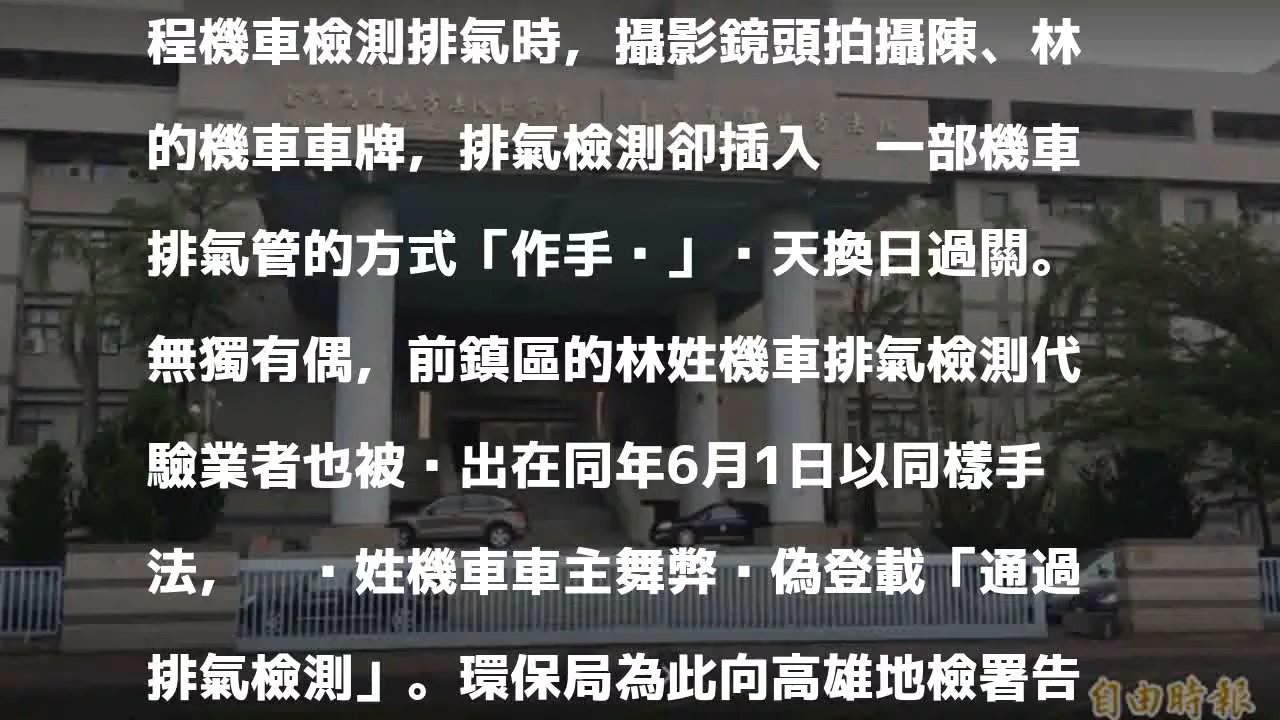 程機車檢測排氣時，攝影鏡頭拍攝陳、林
的機車車牌，排氣檢測卻插入　一部機車
排氣管的方式「作手·」·天換日過關。
無獨有偶，前鎮區的林姓機車排氣檢測代
驗業者也被·出在同年6月1日以同樣手
法，　·姓機車車主舞弊·偽登載「通過
排氣檢測」。環保局為此向高雄地檢署告
自由時報